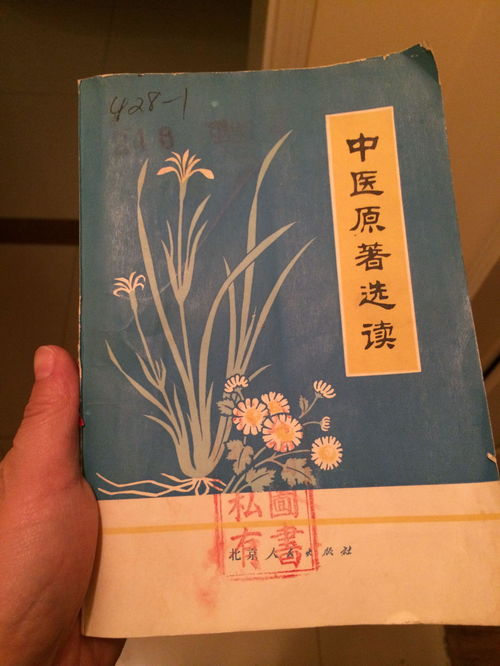 428-1
中医原著选读
圖書
私有
北京人民出版社